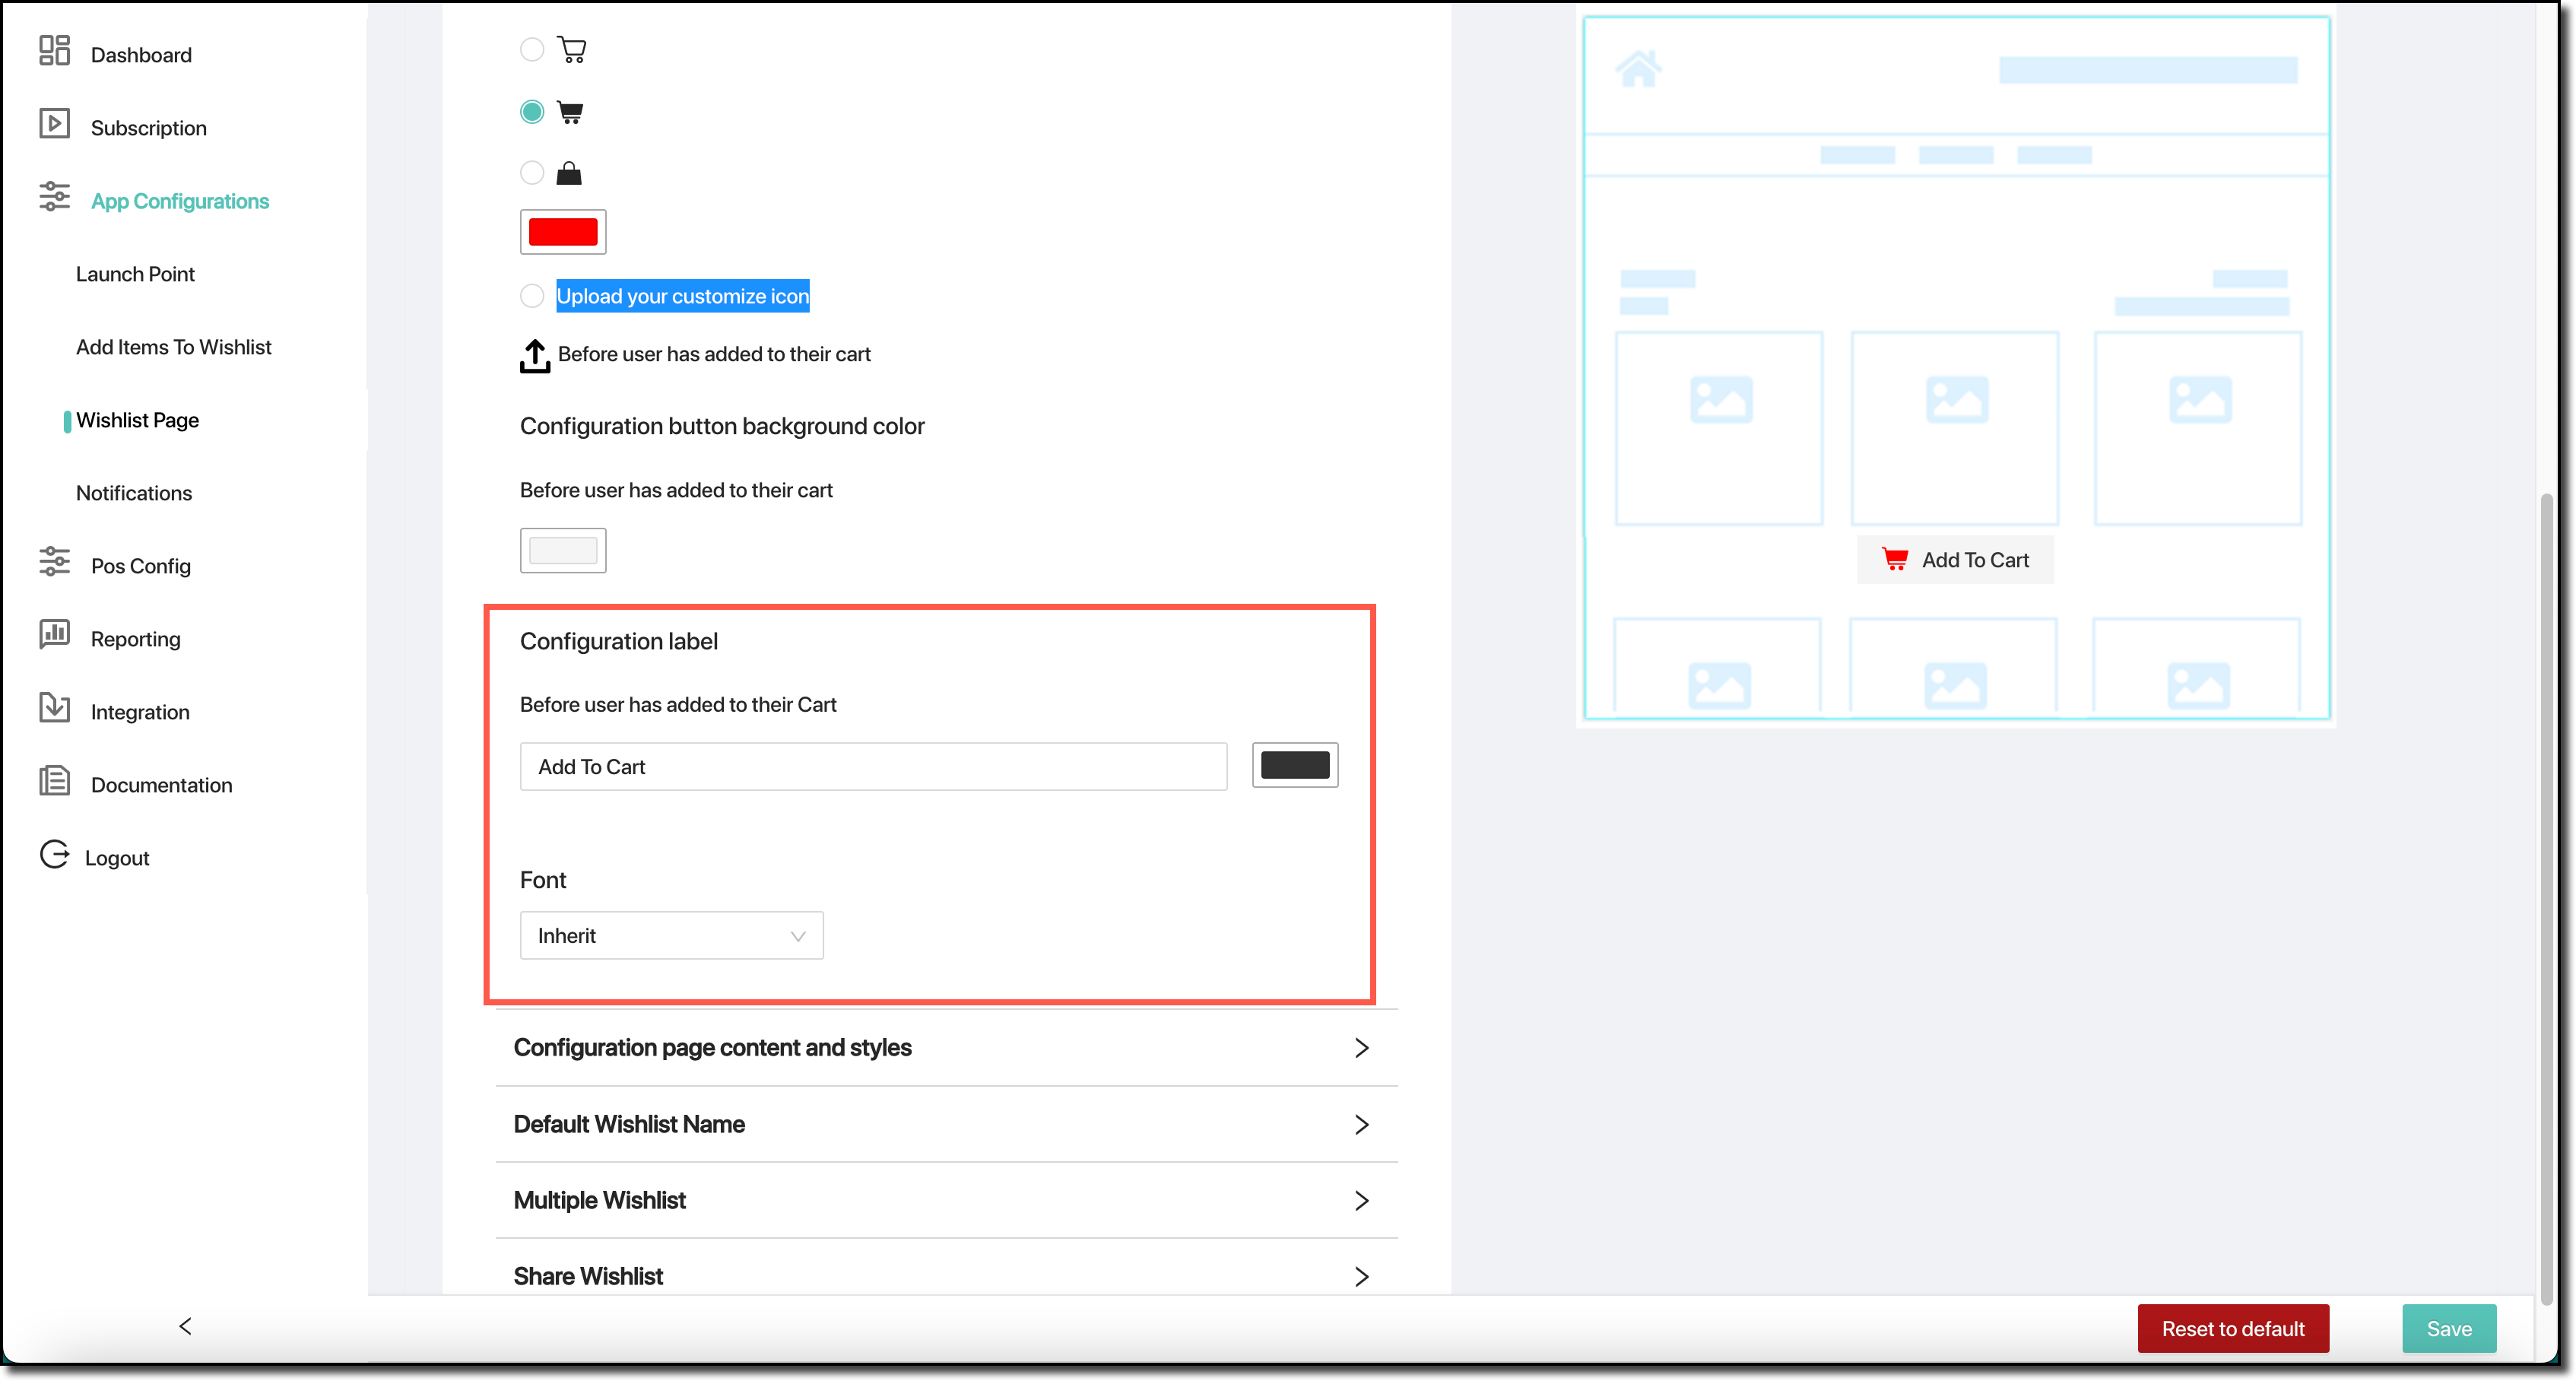 Dashboard
Subscription
App Configurations
Launch Point
Add Items To Wishlist
Wishlist Page
Notifications
Pos Config
Reporting
Integration
Documentation
Logout
Upload your customize icon
Before user has added to their cart
Configuration button background color
Before user has added to their cart
Configuration label
Before user has added to their Cart
Add To Cart
Font
Inherit
Configuration page content and styles
Default Wishlist Name
Multiple Wishlist
Share Wishlist
Add To Cart
Reset to default
Save